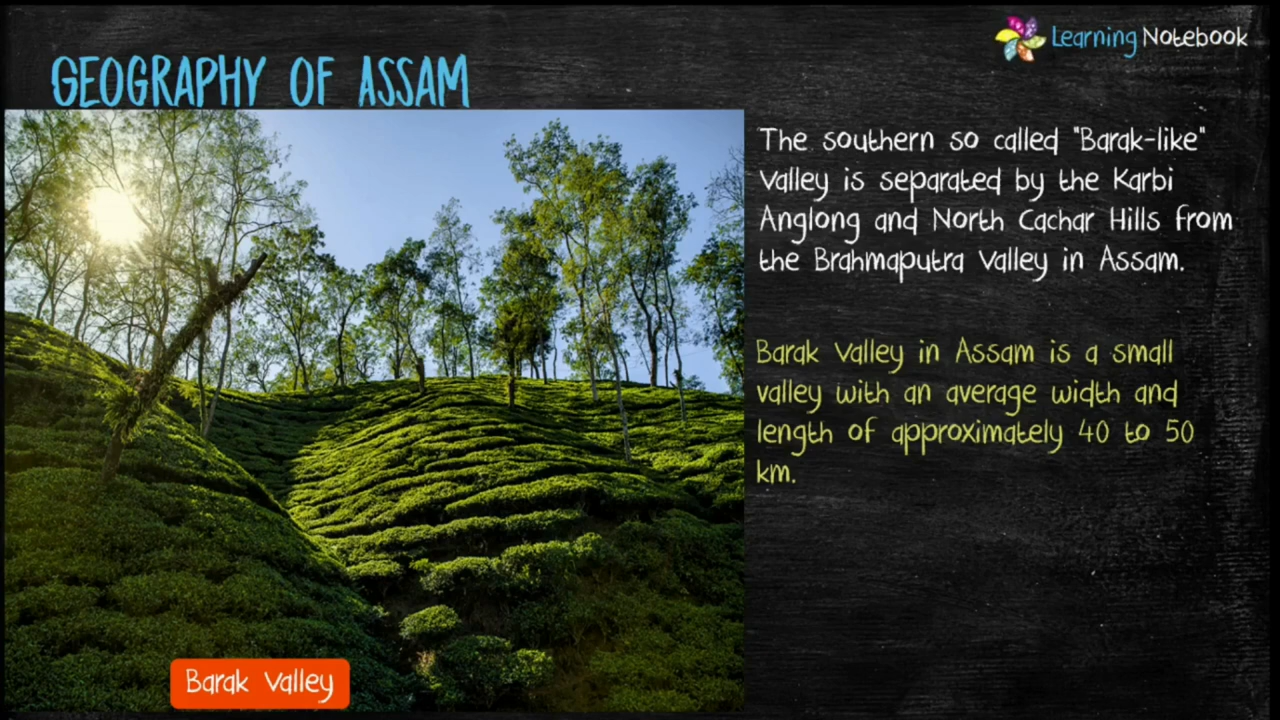 Learning Notebook
GEOGRAPHY OF ASSAM
The southern so called "Barak-like"
Valley is separated by the Karbi
Anglong and North Cachar Hills from
the Brahmaputra Valley in Assam.
Barak Valley in Assam is a small
valley with an average width and
length of approximately 40 to 50
km.
Barak Valley